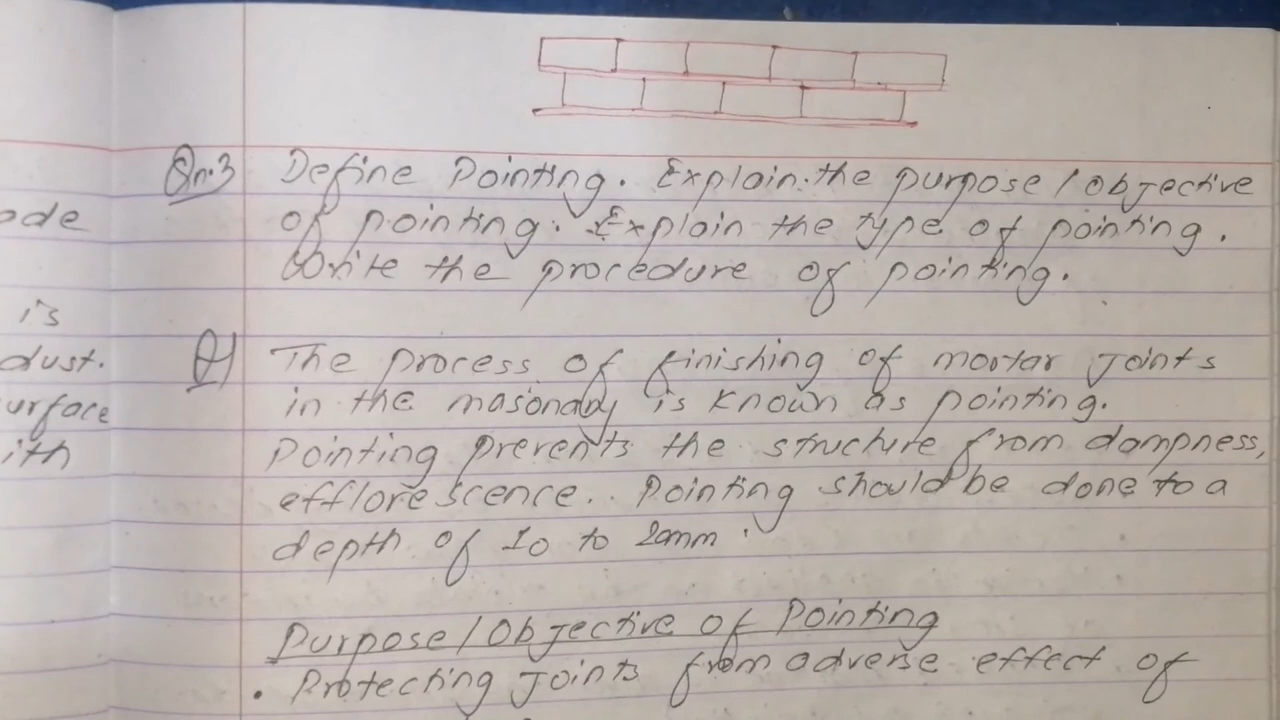 Qn.3 Define Pointing. Explain the purpose/objective
of pointing. Explain the type of pointing.
Write the procedure of pointing.
The process of finishing of mortar joints
in the masonary is known as pointing.
Pointing prevents the structure from dampness,
efflorescence. Pointing should be done to a
depth of 10 to 20mm.
Purpose/Objective of Pointing
• Protecting joints from adverse effect of
ode
is
dust.
urface
ith